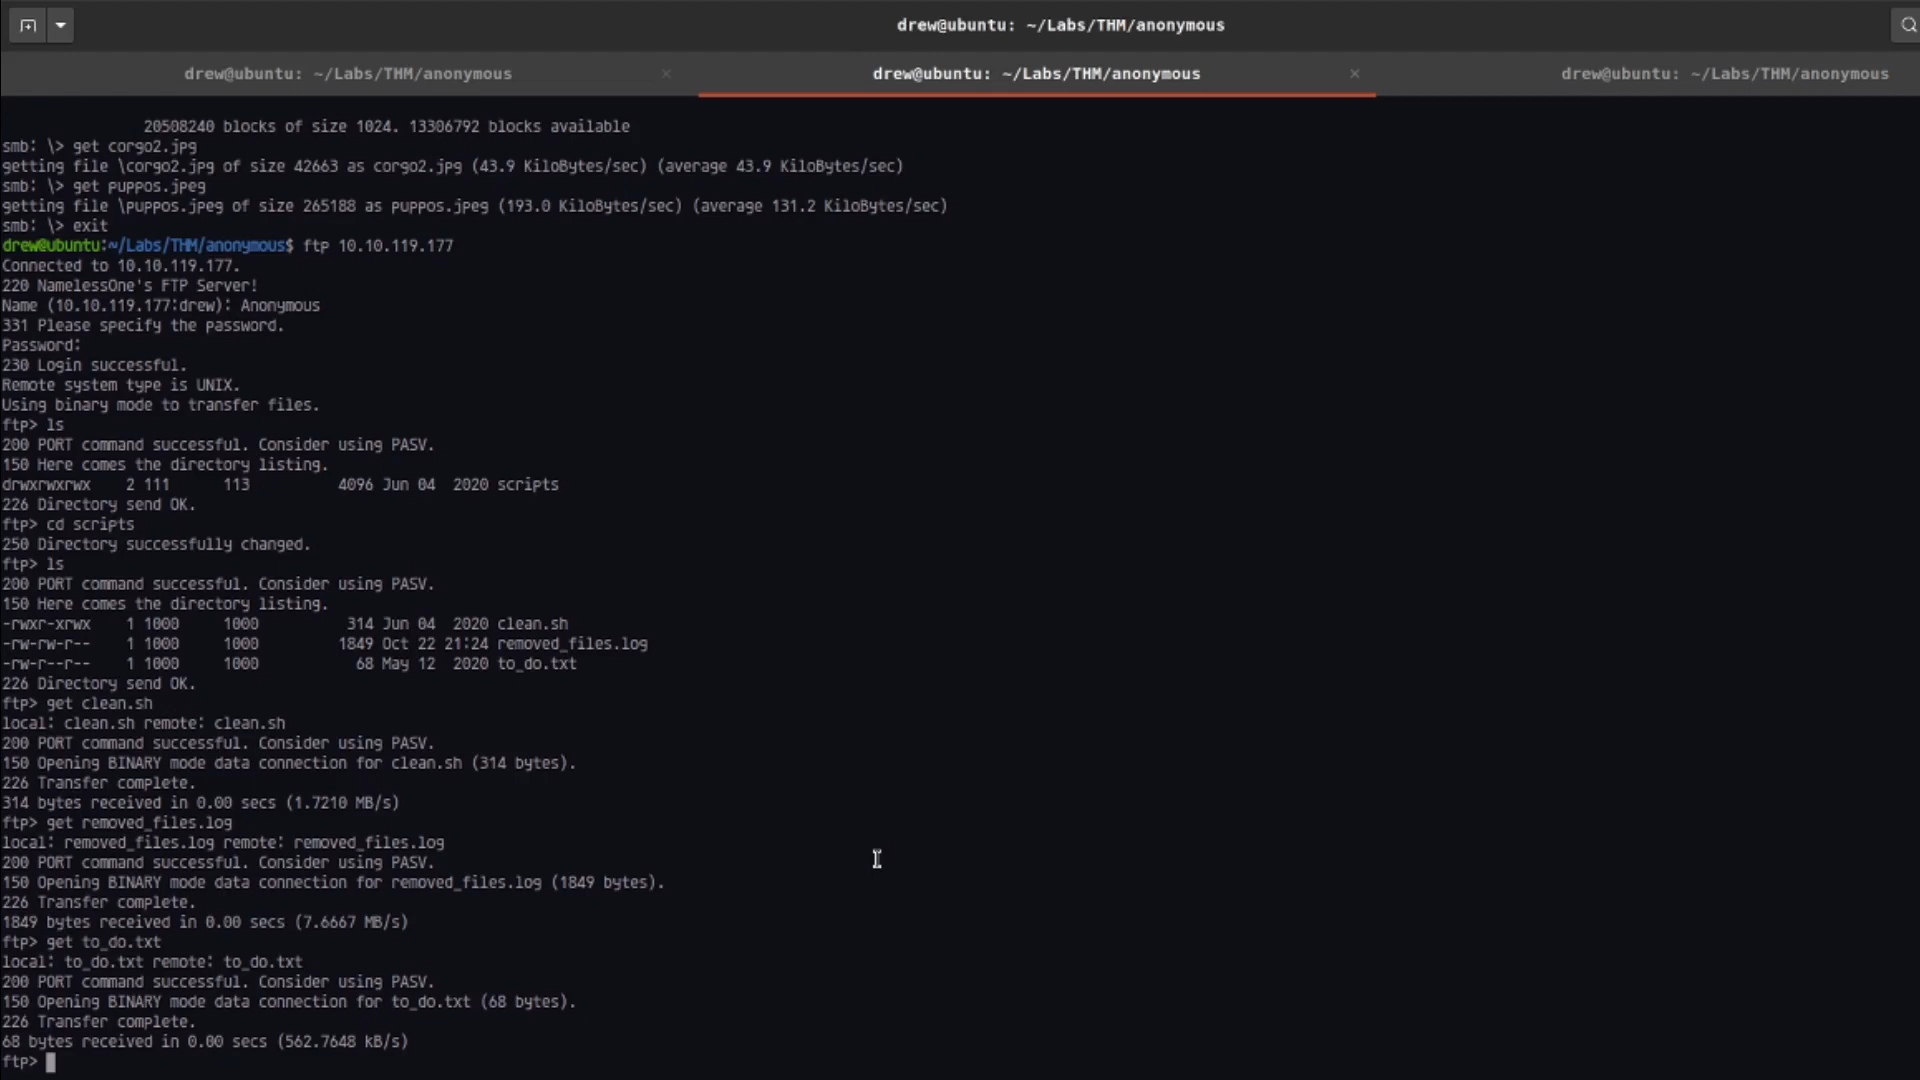 drew@ubuntu: ~/Labs/THM/anonymous
drew@ubuntu: ~/Labs/THM/anonymous × drew@ubuntu: ~/Labs/THM/anonymous × drew@ubuntu: ~/Labs/THM/anonymous
20508240 blocks of size 1024. 13306792 blocks available
smb: \> get corgo2.jpg
getting file \corgo2.jpg of size 42663 as corgo2.jpg (43.9 KiloBytes/sec) (average 43.9 KiloBytes/sec)
smb: \> get puppos.jpeg
getting file \puppos.jpeg of size 265188 as puppos.jpeg (193.0 KiloBytes/sec) (average 131.2 KiloBytes/sec)
smb: \> exit
drew@ubuntu:~/Labs/THM/anonymous$ ftp 10.10.119.177
Connected to 10.10.119.177.
220 NamelessOne's FTP Server!
Name (10.10.119.177:drew): Anonymous
331 Please specify the password.
Password:
230 Login successful.
Remote system type is UNIX.
Using binary mode to transfer files.
ftp> ls
200 PORT command successful. Consider using PASV.
150 Here comes the directory listing.
drwxrwxrwx    2 111      113          4096 Jun 04  2020 scripts
226 Directory send OK.
ftp> cd scripts
250 Directory successfully changed.
ftp> ls
200 PORT command successful. Consider using PASV.
150 Here comes the directory listing.
-rwxr-xrwx    1 1000     1000          314 Jun 04  2020 clean.sh
-rw-rw-r--    1 1000     1000         1849 Oct 22 21:24 removed_files.log
-rw-r--r--    1 1000     1000           68 May 12  2020 to_do.txt
226 Directory send OK.
ftp> get clean.sh
local: clean.sh remote: clean.sh
200 PORT command successful. Consider using PASV.
150 Opening BINARY mode data connection for clean.sh (314 bytes).
226 Transfer complete.
314 bytes received in 0.00 secs (1.7210 MB/s)
ftp> get removed_files.log
local: removed_files.log remote: removed_files.log
200 PORT command successful. Consider using PASV.
150 Opening BINARY mode data connection for removed_files.log (1849 bytes).
226 Transfer complete.
1849 bytes received in 0.00 secs (7.6667 MB/s)
ftp> get to_do.txt
local: to_do.txt remote: to_do.txt
200 PORT command successful. Consider using PASV.
150 Opening BINARY mode data connection for to_do.txt (68 bytes).
226 Transfer complete.
68 bytes received in 0.00 secs (562.7648 kB/s)
ftp>